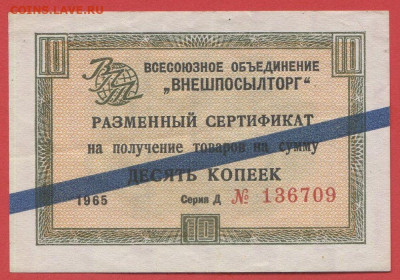 COINS.LAVE.RU
10 10
ВПТ
ВСЕСОЮЗНОЕ ОБЪЕДИНЕНИЕ
„ВНЕШПОСЫЛТОРГ"
РАЗМЕННЫЙ СЕРТИФИКАТ
на получение товаров на сумму
ДЕСЯТЬ КОПЕЕК
1965 Серия Д № 136709
10